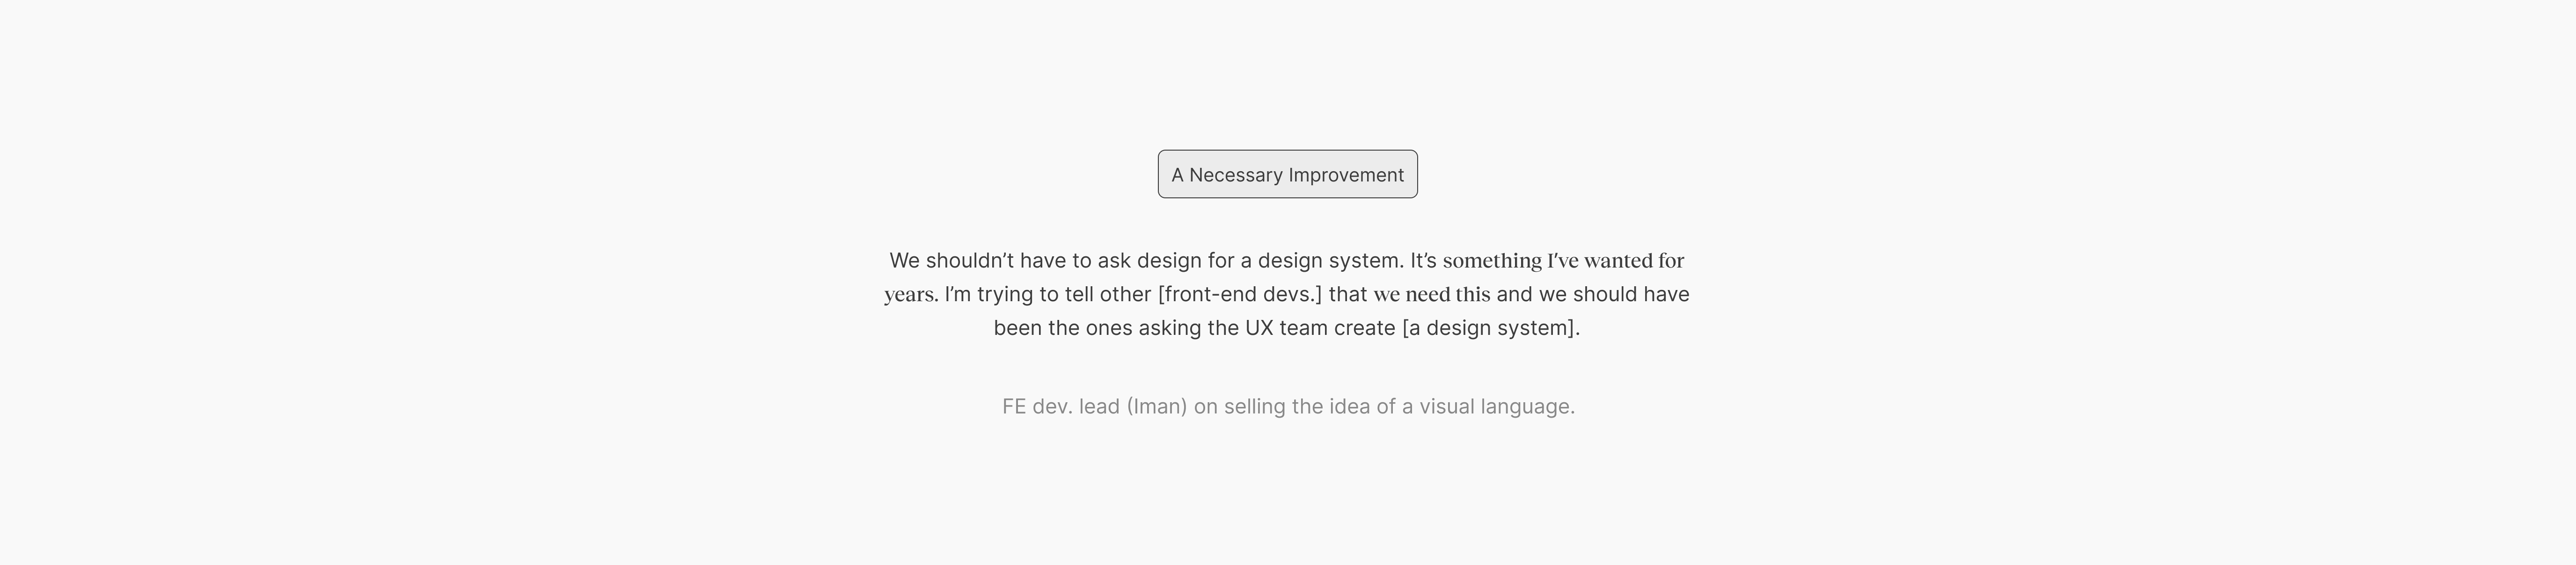 A Necessary Improvement
We shouldn’t have to ask design for a design system. It’s something I’ve wanted for
years. I’m trying to tell other [front-end devs.] that we need this and we should have
been the ones asking the UX team create [a design system].
FE dev. lead (Iman) on selling the idea of a visual language.